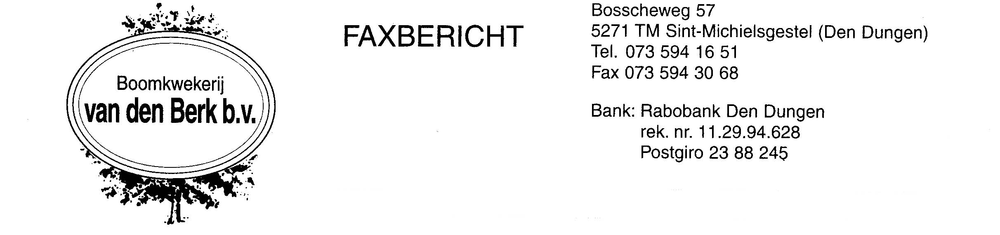 Boomkwekerij
van den Berk b.v.
FAXBERICHT
Bosscheweg 57
5271 TM Sint-Michielsgestel (Den Dungen)
Tel. 073 594 16 51
Fax 073 594 30 68
Bank: Rabobank Den Dungen
rek. nr. 11.29.94.628
Postgiro 23 88 245